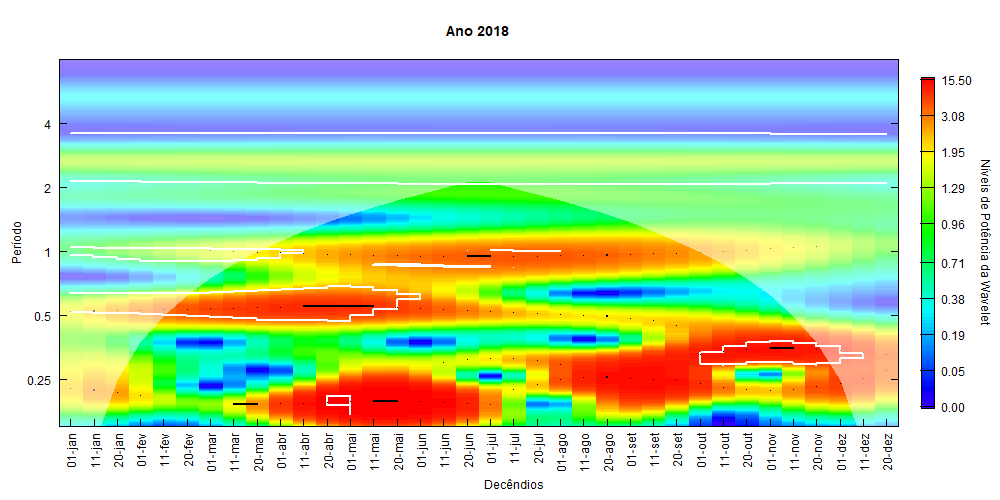 Ano 2018
Período
4
2
1
0.5
0.25
01-jan
11-jan
20-jan
01-fev
11-fev
20-fev
01-mar
11-mar
20-mar
01-abr
11-abr
20-abr
01-mai
11-mai
20-mai
01-jun
11-jun
20-jun
01-jul
11-jul
20-jul
01-ago
11-ago
20-ago
01-set
11-set
20-set
01-out
11-out
20-out
01-nov
11-nov
20-nov
01-dez
11-dez
20-dez
Decêndios
15.50
3.08
1.95
1.29
0.96
0.71
0.38
0.19
0.05
0.00
Níveis de Potência da Wavelet